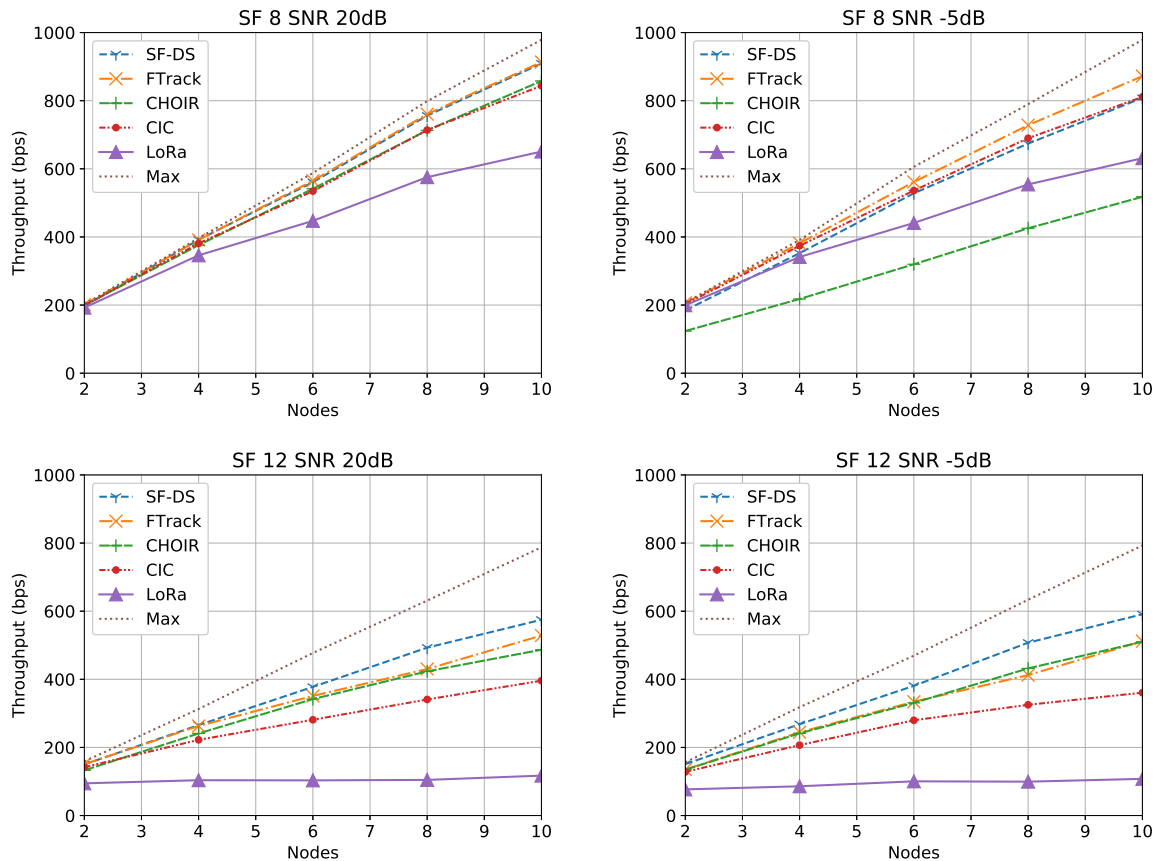 SF 8 SNR 20dB
1000
800
600
400
200
0
Throughput (bps)
SF-DS
FTrack
CHOIR
CIC
LoRa
Max
2 3 4 5 6 7 8 9 10
Nodes
SF 8 SNR -5dB
1000
800
600
400
200
0
Throughput (bps)
SF-DS
FTrack
CHOIR
CIC
LoRa
Max
2 3 4 5 6 7 8 9 10
Nodes
SF 12 SNR 20dB
1000
800
600
400
200
0
Throughput (bps)
SF-DS
FTrack
CHOIR
CIC
LoRa
Max
2 3 4 5 6 7 8 9 10
Nodes
SF 12 SNR -5dB
1000
800
600
400
200
0
Throughput (bps)
SF-DS
FTrack
CHOIR
CIC
LoRa
Max
2 3 4 5 6 7 8 9 10
Nodes